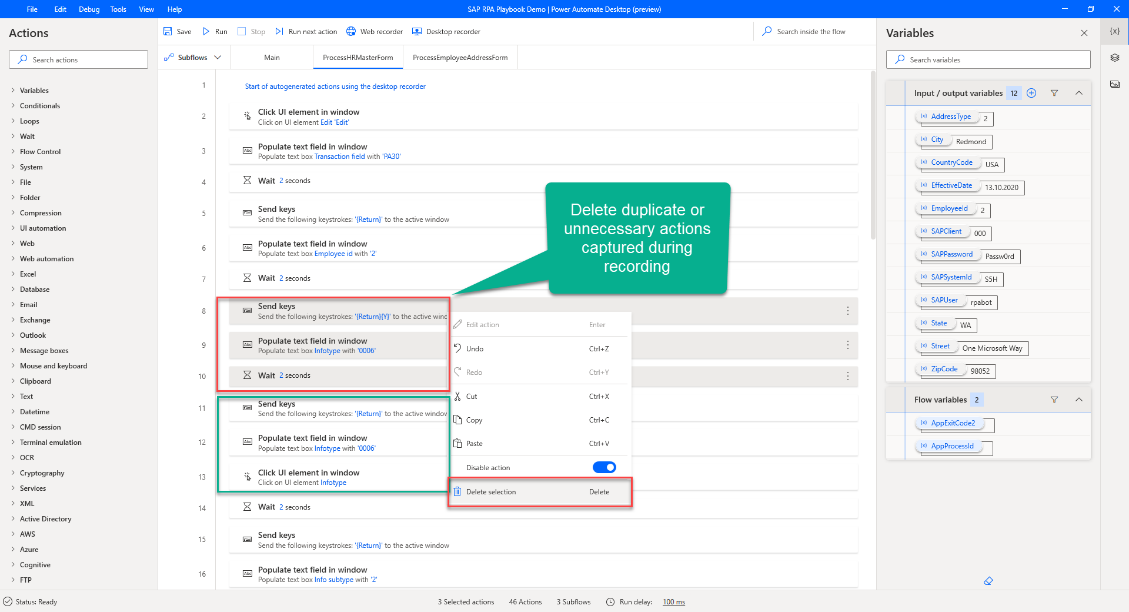 File Edit Debug Tools View Help
SAP RPA Playbook Demo | Power Automate Desktop (preview)
Actions
Search actions
Variables
Conditionals
Loops
Wait
Flow Control
System
File
Folder
Compression
UI automation
Web
Web automation
Excel
Database
Email
Exchange
Outlook
Message boxes
Mouse and keyboard
Clipboard
Text
Datetime
CMD session
Terminal emulation
OCR
Cryptography
Services
XML
Active Directory
AWS
Azure
Cognitive
FTP
Save Run Stop Run next action Web recorder Desktop recorder
Search inside the flow
Subflows Main ProcessHRMasterForm ProcessEmployeeAddressForm
1 Start of autogenerated actions using the desktop recorder
2 Click UI element in window
Click on UI element Edit 'Edit'
3 Populate text field in window
Populate text box Transaction field with 'PA30'
4 Wait 2 seconds
5 Send keys
Send the following keystrokes: '{Return}' to the active window
6 Populate text field in window
Populate text box Employee id with '2'
7 Wait 2 seconds
8 Send keys
Send the following keystrokes: '{Return}{Y}' to the active windo
9 Populate text field in window
Populate text box Infotype with '0006'
10 Wait 2 seconds
11 Send keys
Send the following keystrokes: '{Return}' to the active window
12 Populate text field in window
Populate text box Infotype with '0006'
13 Click UI element in window
Click on UI element Infotype
14 Wait 2 seconds
15 Send keys
Send the following keystrokes: '{Return}' to the active window
16 Populate text field in window
Populate text box Info subtype with '2'
Delete duplicate or
unnecessary actions
captured during
recording
Edit action Enter
Undo Ctrl+Z
Redo Ctrl+Y
Cut Ctrl+X
Copy Ctrl+C
Paste Ctrl+V
Disable action
Delete selection Delete
Variables
{x}
Search variables
Input / output variables 12
(x) AddressType 2
(x) City Redmond
(x) CountryCode USA
(x) EffectiveDate 13.10.2020
(x) EmployeeId 2
(x) SAPClient 000
(x) SAPPassword Passw0rd
(x) SAPSystemId S5H
(x) SAPUser rpabot
(x) State WA
(x) Street One Microsoft Way
(x) ZipCode 98052
Flow variables 2
(x) AppExitCode2
(x) AppProcessId
Status: Ready
3 Selected actions 46 Actions 3 Subflows Run delay: 100 ms